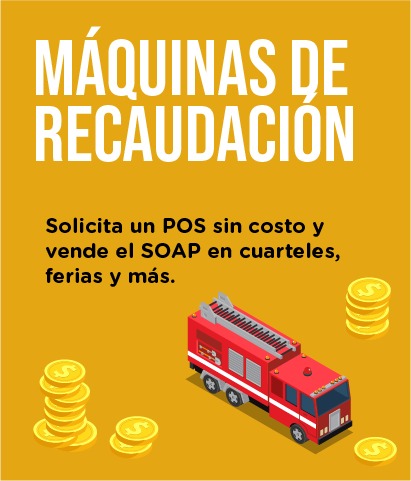 MÁQUINAS DE
RECAUDACIÓN
Solicita un POS sin costo y
vende el SOAP en cuarteles,
ferias y más.